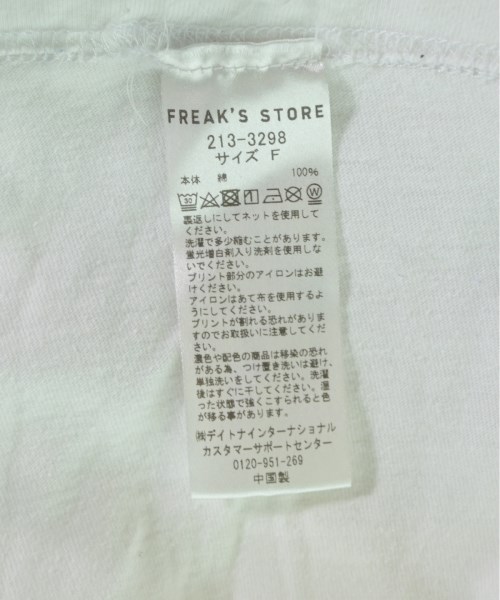 FREAK'S STORE
213-3298
サイズ F
本体 綿 100%
30
裏返しにしてネットを使用して
ください。
洗濯で多少縮むことがあります。
蛍光増白剤入り洗剤を使用しな
いでください。
プリント部分のアイロンはお避
けください。
アイロンはあて布を使用するよ
うにしてください。
プリントが割れる恐れがありま
すのでお取扱いに注意してくだ
さい。
濃色や配色の商品は移染の恐れ
がある為、つけ置き洗いは避け、
単独洗いをしてください。洗濯
後はすぐに干してください。湿
った状態で強くこすられると色
が移る事があります。
㈱デイトナインターナショナル
カスタマーサポートセンター
0120-951-269
中国製